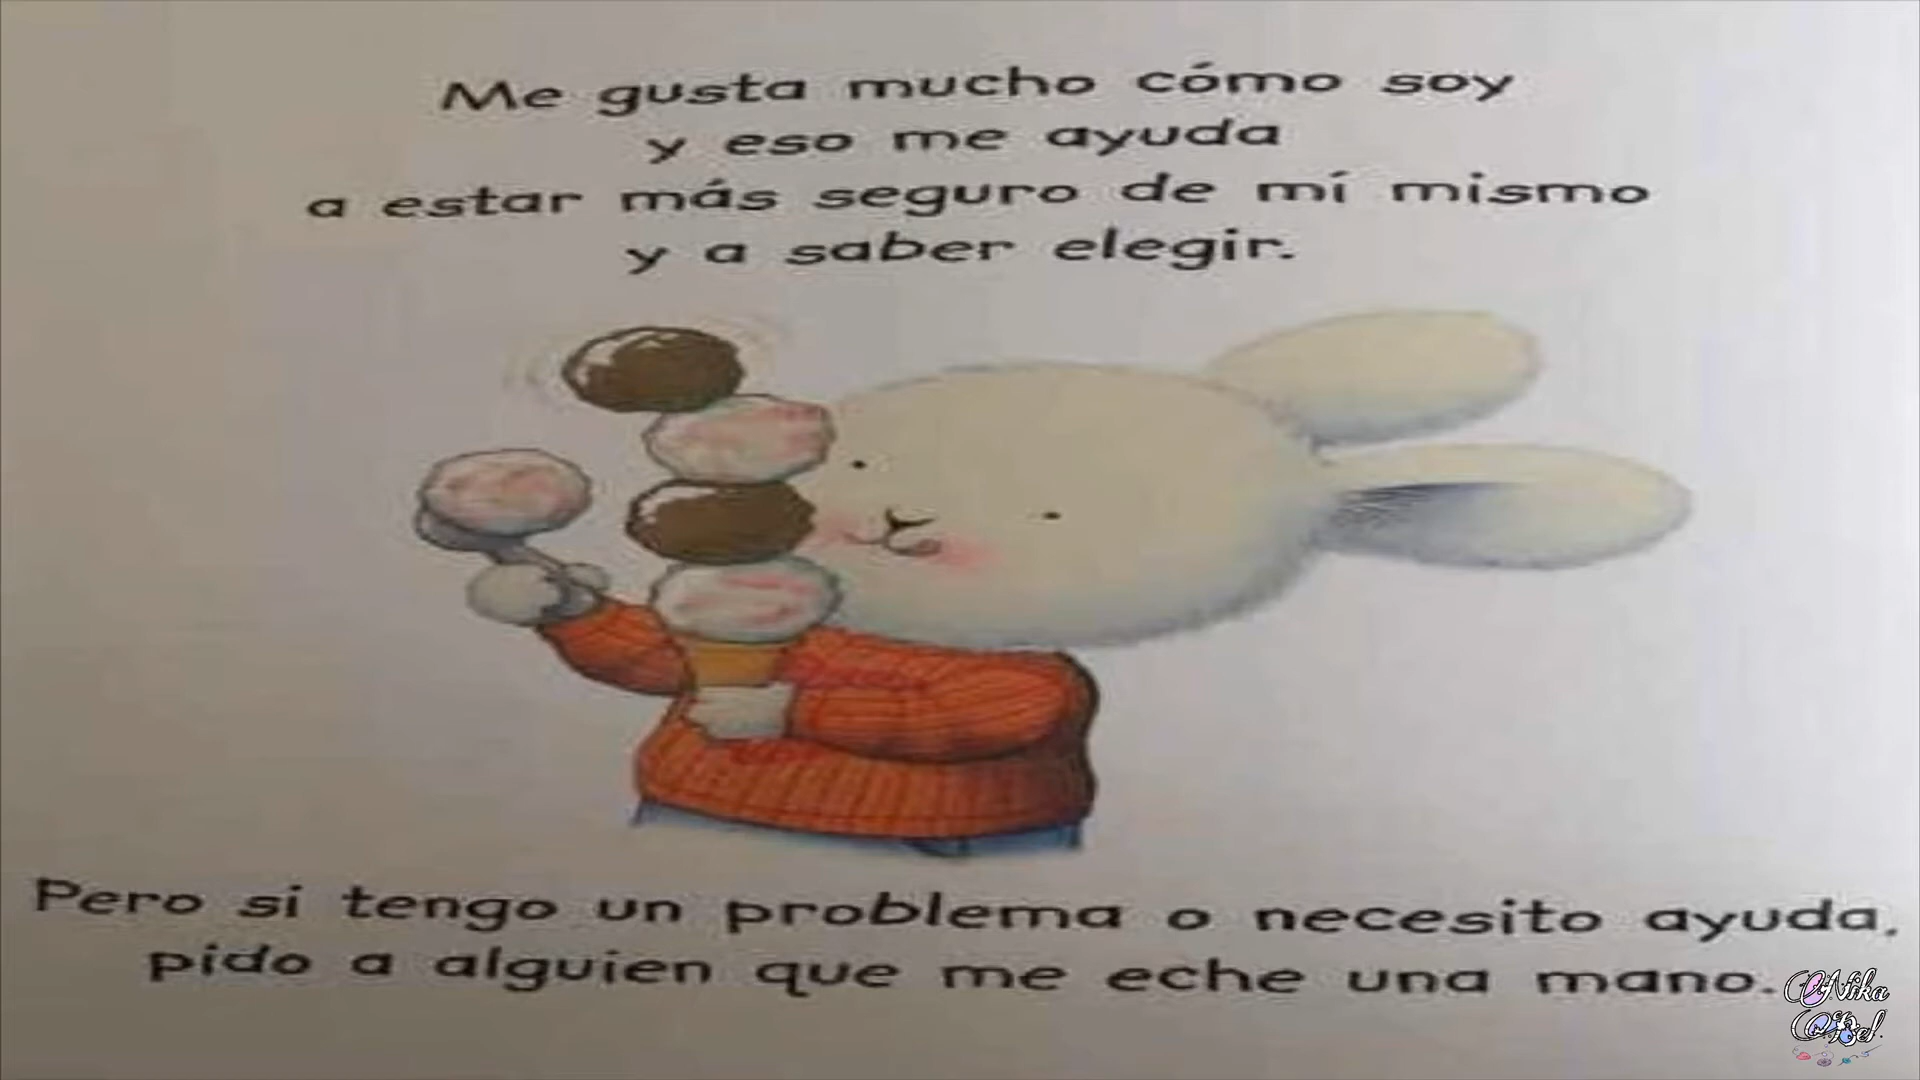 Me gusta mucho cómo soy
y eso me ayuda
a estar más seguro de mí mismo
y a saber elegir.
Pero si tengo un problema o necesito ayuda,
pido a alguien que me eche una mano.
Nika